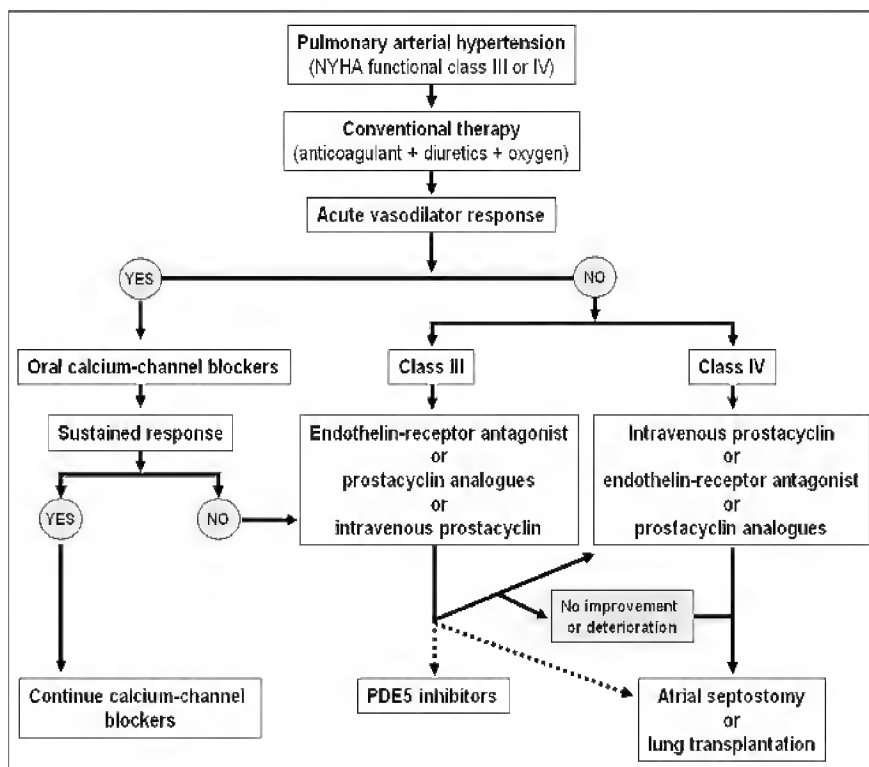 Pulmonary arterial hypertension
(NYHA functional class III or IV)
Conventional therapy
(anticoagulant + diuretics + oxygen)
Acute vasodilator response
YES
NO
Oral calcium-channel blockers
Class III
Class IV
Sustained response
YES
NO
Endothelin-receptor antagonist
or
prostacyclin analogues
or
intravenous prostacyclin
Intravenous prostacyclin
or
endothelin-receptor antagonist
or
prostacyclin analogues
No improvement
or deterioration
Continue calcium-channel
blockers
PDE5 inhibitors
Atrial septostomy
or
lung transplantation